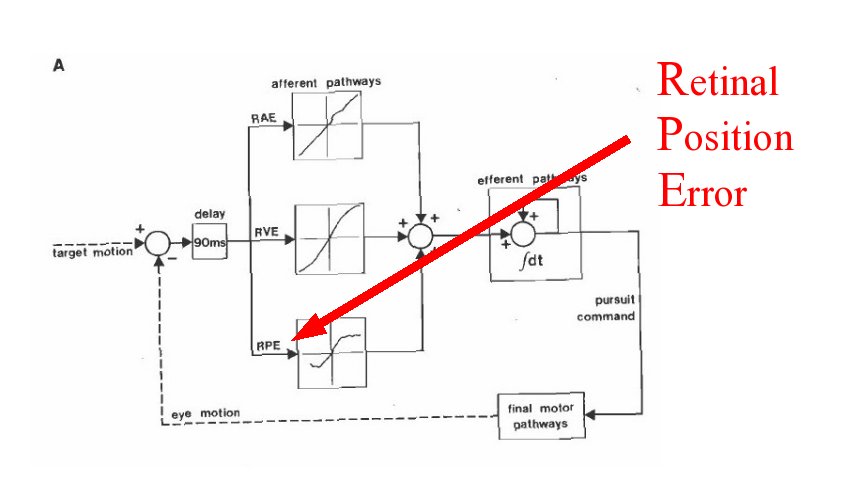 A
afferent pathways
Retinal
Position
Error
RAE
efferent pathways
delay
+
+
+
+
target motion
90ms
RVE
+
+
−
∫dt
pursuit
command
RPE
eye motion
final motor
pathways